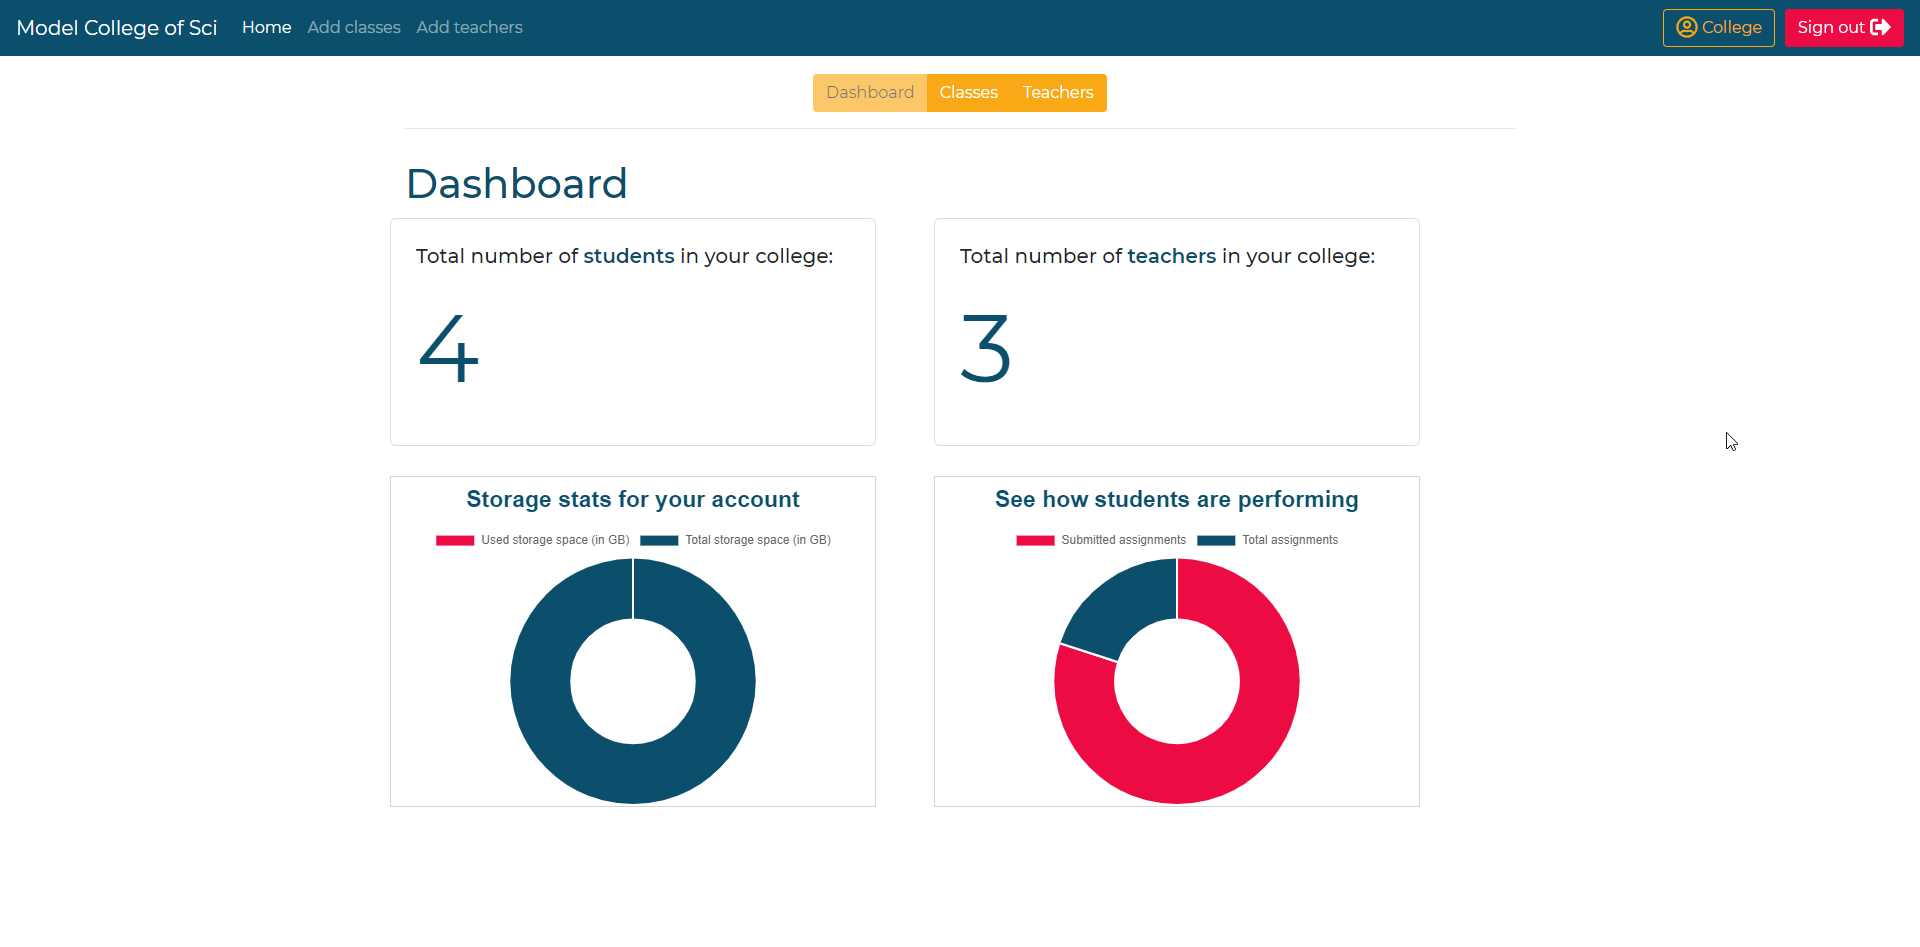 Model College of Sci Home Add classes Add teachers College Sign out
Dashboard Classes Teachers
Dashboard
Total number of students in your college:
4
Total number of teachers in your college:
3
Storage stats for your account
Used storage space (in GB) Total storage space (in GB)
See how students are performing
Submitted assignments Total assignments